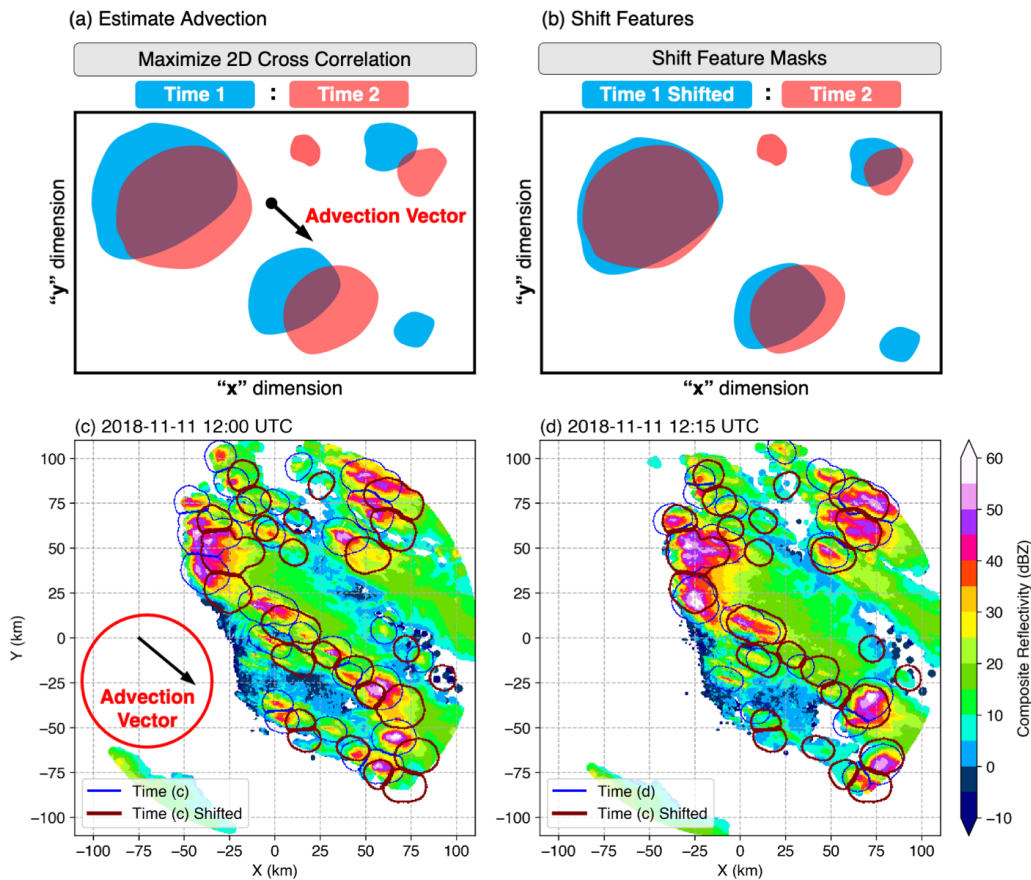 (a) Estimate Advection
(b) Shift Features
Maximize 2D Cross Correlation
Shift Feature Masks
Time 1 : Time 2
Time 1 Shifted : Time 2
Advection Vector
“y” dimension
“x” dimension
“y” dimension
“x” dimension
(c) 2018-11-11 12:00 UTC
(d) 2018-11-11 12:15 UTC
100
75
50
25
0
−25
−50
−75
−100
Y (km)
Advection
Vector
Time (c)
Time (c) Shifted
−100 −75 −50 −25 0 25 50 75 100
X (km)
100
75
50
25
0
−25
−50
−75
−100
Time (d)
Time (c) Shifted
−100 −75 −50 −25 0 25 50 75 100
X (km)
60
50
40
30
20
10
0
−10
Composite Reflectivity (dBZ)